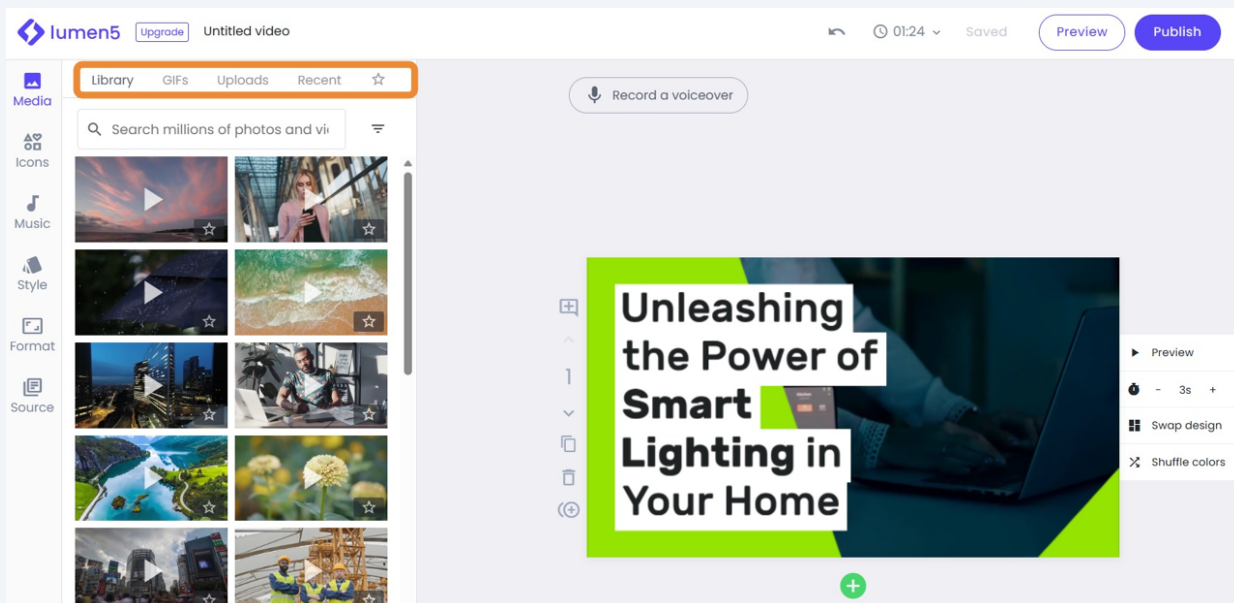 lumen5 Upgrade Untitled video 01:24 Saved Preview Publish
Library GIFs Uploads Recent
Media
Search millions of photos and vi
Icons
Music
Style
Format
Source
Record a voiceover
1
Unleashing
the Power of
Smart
Lighting in
Your Home
Preview
- 3s +
Swap design
Shuffle colors